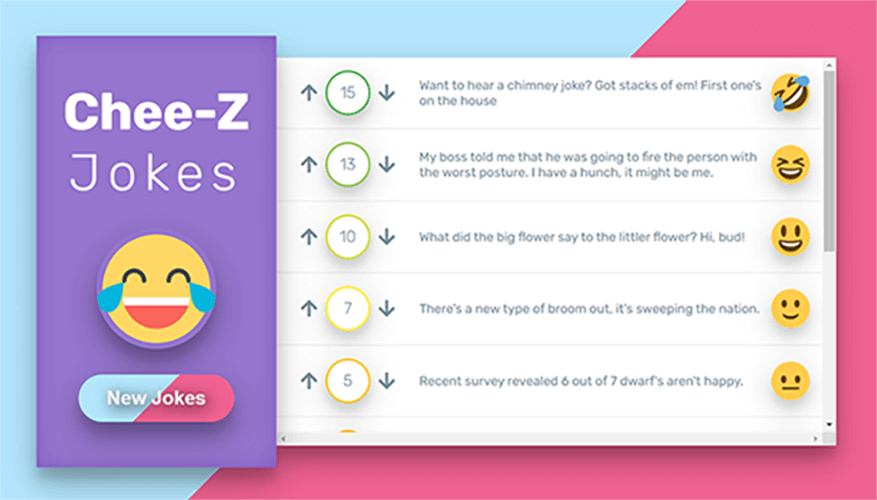 Chee-Z
Jokes
New Jokes
15
Want to hear a chimney joke? Got stacks of em! First one's
on the house
13
My boss told me that he was going to fire the person with
the worst posture. I have a hunch, it might be me.
10
What did the big flower say to the littler flower? Hi, bud!
7
There's a new type of broom out, it's sweeping the nation.
5
Recent survey revealed 6 out of 7 dwarf's aren't happy.